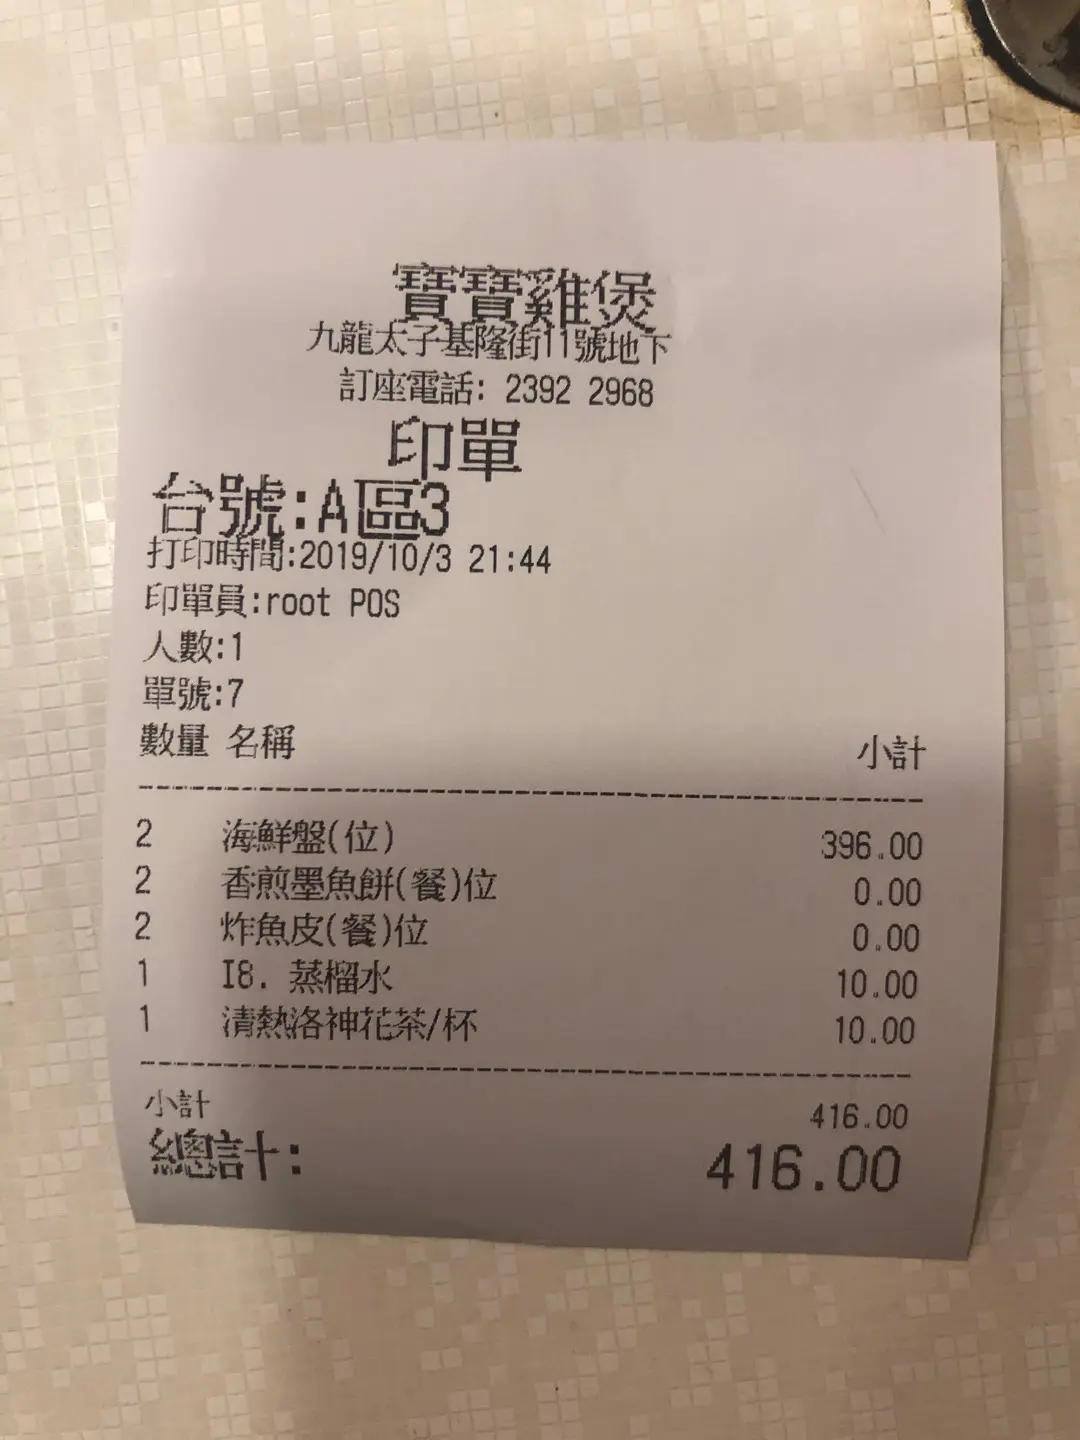 寶寶雞煲
九龍太子基隆街11號地下
訂座電話: 2392 2968
印單
台號:A區3
打印時間:2019/10/3 21:44
印單員:root POS
人數:1
單號:7
數量 名稱 小計
2 海鮮盤(位) 396.00
2 香煎墨魚餅(餐)位 0.00
2 炸魚皮(餐)位 0.00
1 I8. 蒸榴水 10.00
1 清熱洛神花茶/杯 10.00
小計 416.00
總計: 416.00